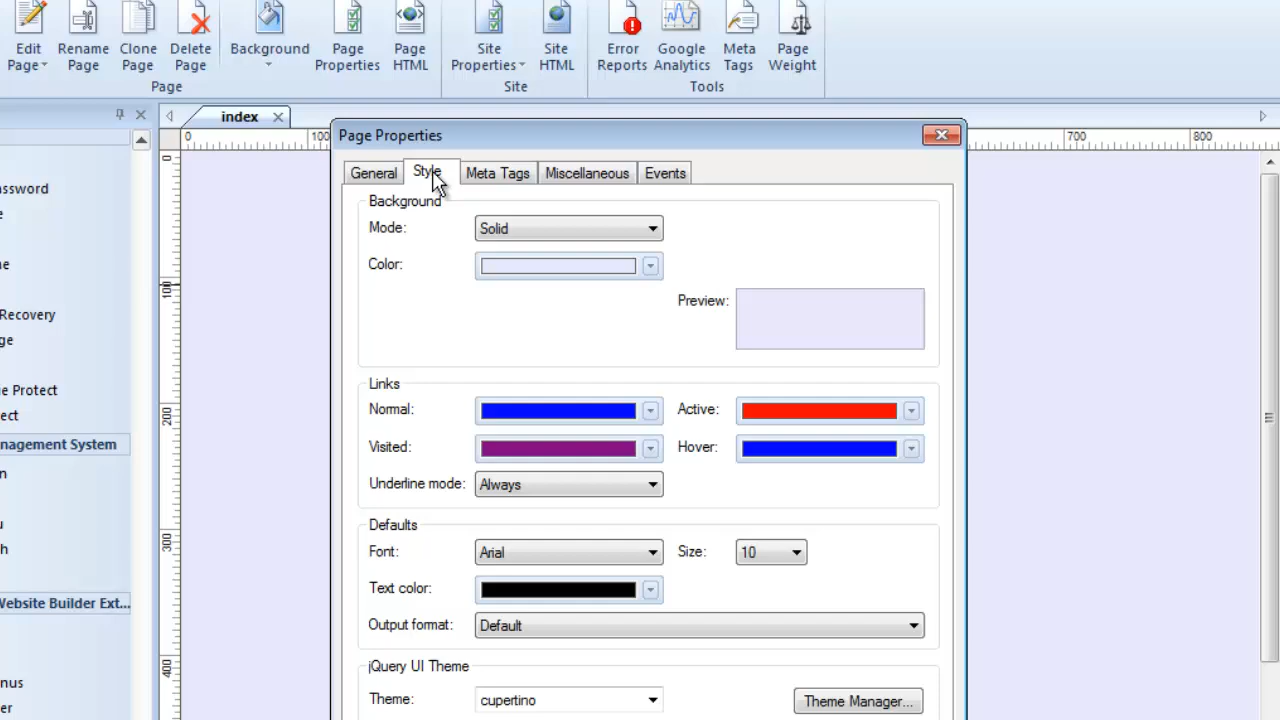 Edit Page
Rename Page
Clone Page
Delete Page
Background
Page Properties
Page HTML
Site Properties
Site HTML
Error Reports
Google Analytics
Meta Tags
Page Weight
Page
Site
Tools
index
0
100
700
800
Page Properties
General
Style
Meta Tags
Miscellaneous
Events
Background
Mode:
Solid
Color:
Preview:
Links
Normal:
Active:
Visited:
Hover:
Underline mode:
Always
Defaults
Font:
Arial
Size:
10
Text color:
Output format:
Default
jQuery UI Theme
Theme:
cupertino
Theme Manager...
0
100
200
300
400
assword
e
ne
Recovery
ge
e Protect
ect
nagement System
n
u
h
Website Builder Ext...
nus
er